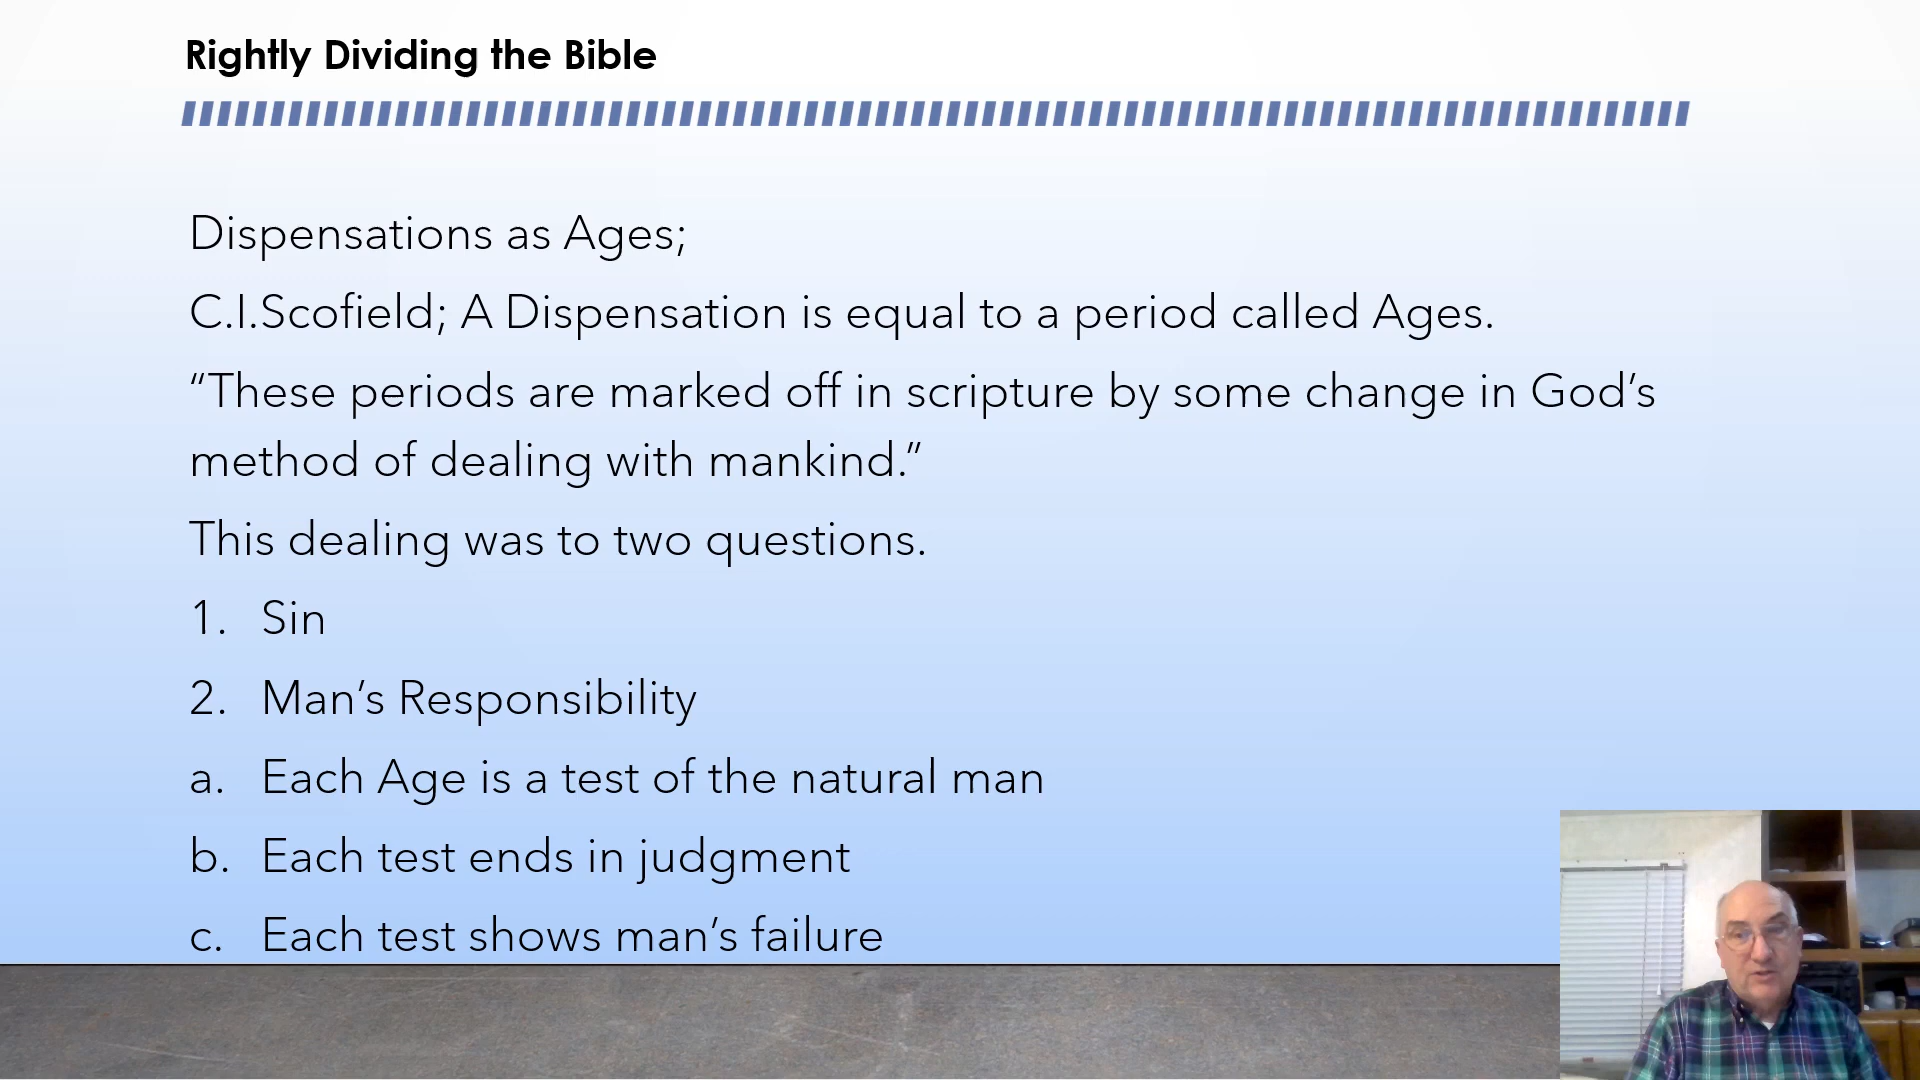 Rightly Dividing the Bible
Dispensations as Ages;
C.I.Scofield; A Dispensation is equal to a period called Ages.
“These periods are marked off in scripture by some change in God’s
method of dealing with mankind.”
This dealing was to two questions.
1. Sin
2. Man’s Responsibility
a. Each Age is a test of the natural man
b. Each test ends in judgment
c. Each test shows man’s failure